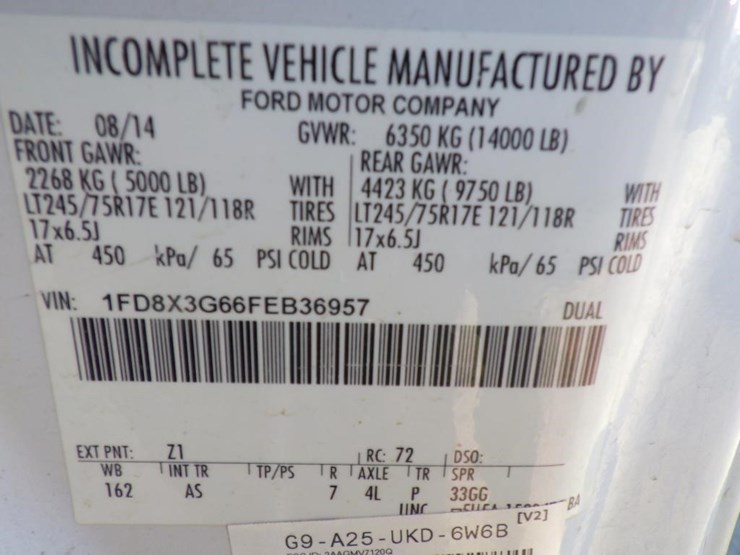 INCOMPLETE VEHICLE MANUFACTURED BY
FORD MOTOR COMPANY
DATE: 08/14 GVWR: 6350 KG (14000 LB)
FRONT GAWR: REAR GAWR:
2268 KG ( 5000 LB) WITH 4423 KG ( 9750 LB) WITH
LT245/75R17E 121/118R TIRES LT245/75R17E 121/118R TIRES
17x6.5J RIMS 17x6.5J RIMS
AT 450 kPa/ 65 PSI COLD AT 450 kPa/ 65 PSI COLD
VIN: 1FD8X3G66FEB36957 DUAL
EXT PNT: Z1 RC: 72 DSO:
WB INT TR TP/PS R AXLE TR SPR
162 AS 7 4L P 33GG
UNC
G9-A25-UKD-6W6B [V2]